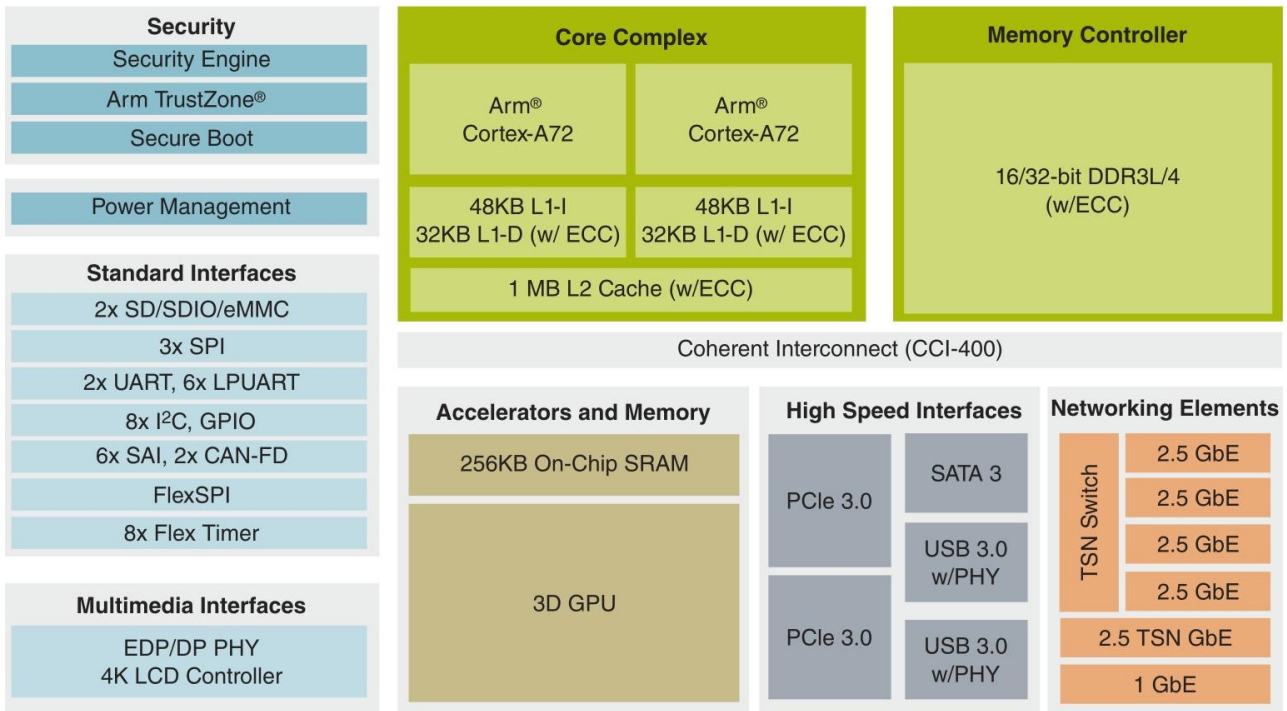 Security
Security Engine
Arm TrustZone®
Secure Boot
Power Management
Standard Interfaces
2x SD/SDIO/eMMC
3x SPI
2x UART, 6x LPUART
8x I²C, GPIO
6x SAI, 2x CAN-FD
FlexSPI
8x Flex Timer
Multimedia Interfaces
EDP/DP PHY
4K LCD Controller
Core Complex
Arm®
Cortex-A72
Arm®
Cortex-A72
48KB L1-I
32KB L1-D (w/ ECC)
48KB L1-I
32KB L1-D (w/ ECC)
1 MB L2 Cache (w/ECC)
Memory Controller
16/32-bit DDR3L/4
(w/ECC)
Coherent Interconnect (CCI-400)
Accelerators and Memory
256KB On-Chip SRAM
3D GPU
High Speed Interfaces
PCIe 3.0
PCIe 3.0
SATA 3
USB 3.0
w/PHY
USB 3.0
w/PHY
Networking Elements
TSN Switch
2.5 GbE
2.5 GbE
2.5 GbE
2.5 GbE
2.5 TSN GbE
1 GbE